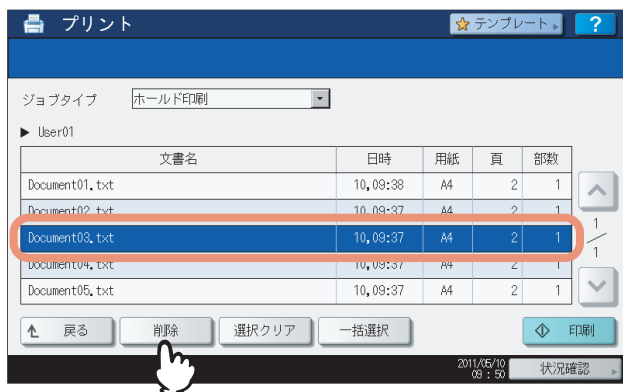 プリント
テンプレート
?
ジョブタイプ ホールド印刷
▶ User01
文書名 日時 用紙 頁 部数
Document01.txt 10,09:38 A4 2 1
Document02.txt 10,09:37 A4 2 1
Document03.txt 10,09:37 A4 2 1
Document04.txt 10,09:37 A4 2 1
Document05.txt 10,09:37 A4 2 1
1/1
戻る 削除 選択クリア 一括選択 印刷
2011/05/10
09:50
状況確認